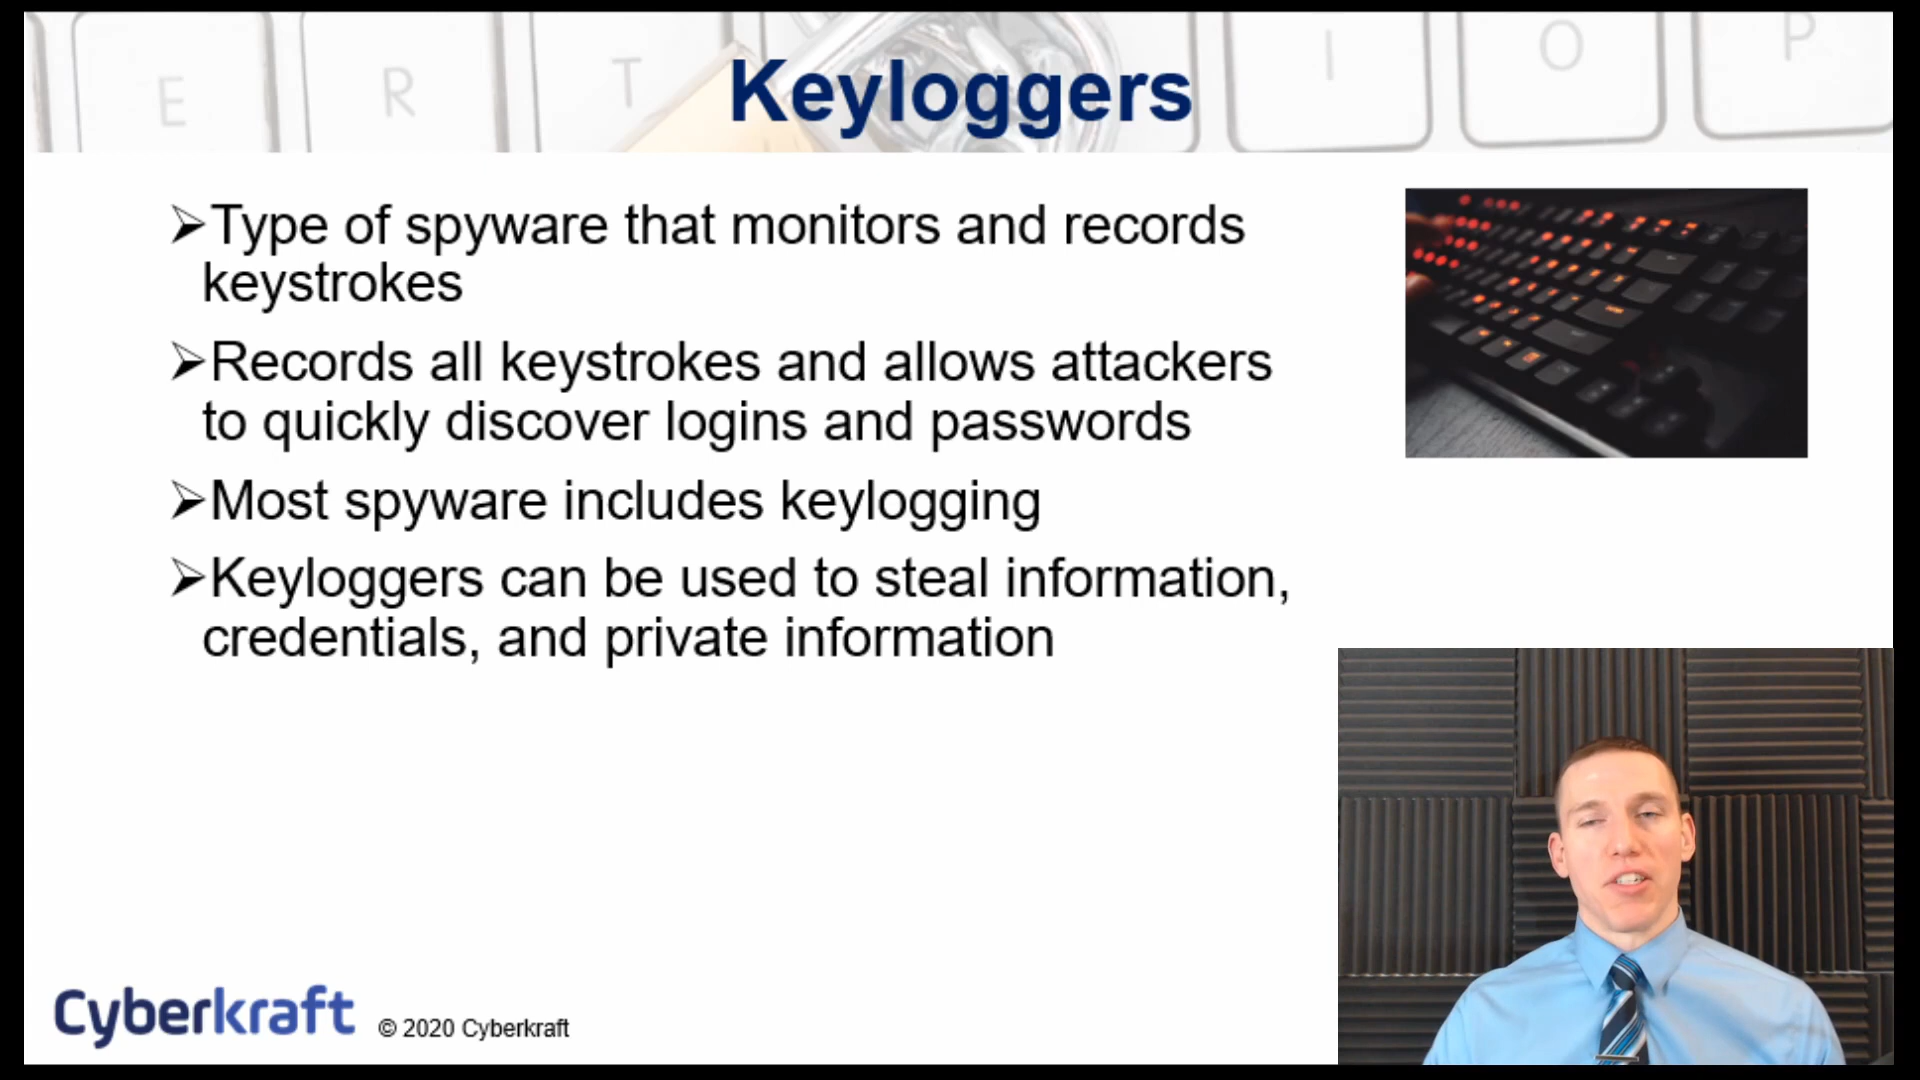 E R T I O P
Keyloggers
➢Type of spyware that monitors and records
keystrokes
➢Records all keystrokes and allows attackers
to quickly discover logins and passwords
➢Most spyware includes keylogging
➢Keyloggers can be used to steal information,
credentials, and private information
Cyberkraft © 2020 Cyberkraft